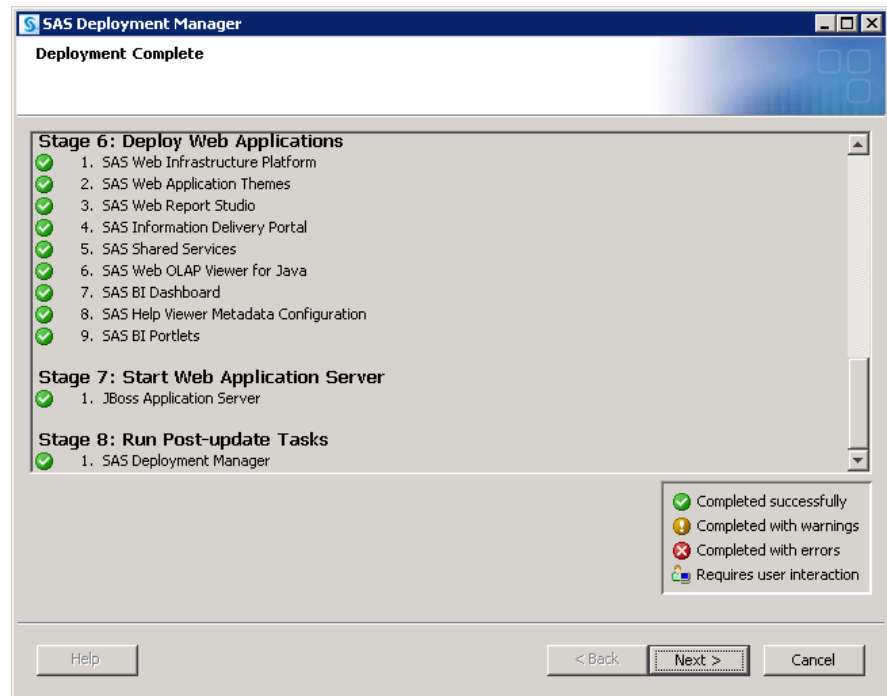 SAS Deployment Manager
Deployment Complete
Stage 6: Deploy Web Applications
1. SAS Web Infrastructure Platform
2. SAS Web Application Themes
3. SAS Web Report Studio
4. SAS Information Delivery Portal
5. SAS Shared Services
6. SAS Web OLAP Viewer for Java
7. SAS BI Dashboard
8. SAS Help Viewer Metadata Configuration
9. SAS BI Portlets
Stage 7: Start Web Application Server
1. JBoss Application Server
Stage 8: Run Post-update Tasks
1. SAS Deployment Manager
Completed successfully
Completed with warnings
Completed with errors
Requires user interaction
Help
< Back
Next >
Cancel